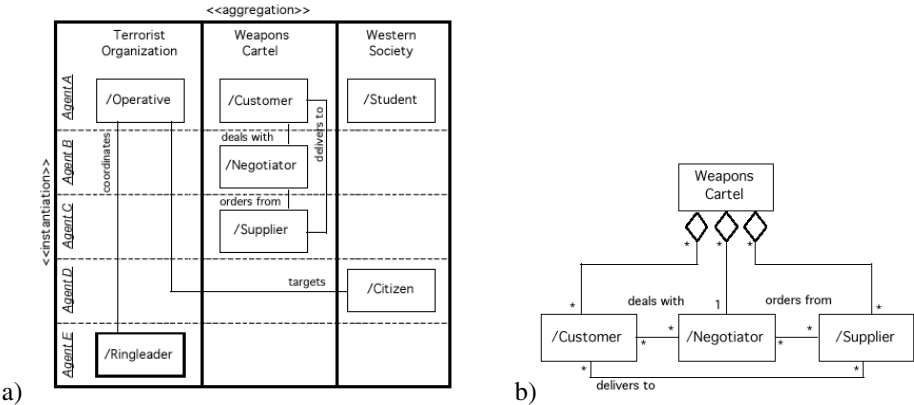 <<aggregation>>
Terrorist
Organization
Weapons
Cartel
Western
Society
<<instantiation>>
Agent A
/Operative
/Customer
/Student
coordinates
delivers to
deals with
Agent B
/Negotiator
orders from
Agent C
/Supplier
Agent D
targets
/Citizen
Agent E
/Ringleader
a)
Weapons
Cartel
* * *
deals with
orders from
* 1 *
/Customer
* *
/Negotiator
* *
/Supplier
* *
delivers to
b)